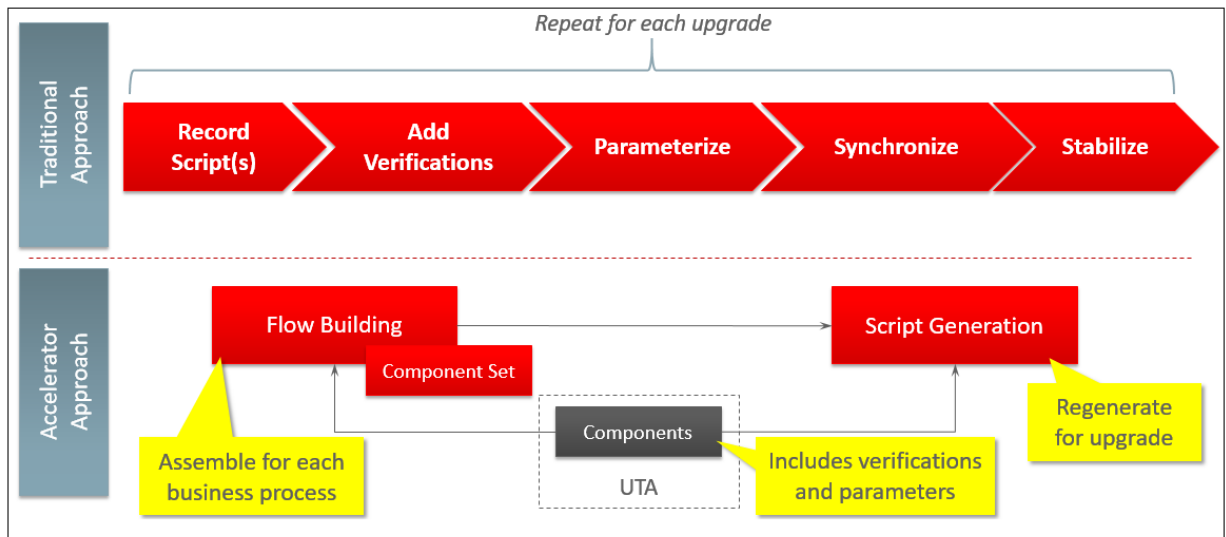 Repeat for each upgrade
Traditional
Approach
Record
Script(s)
Add
Verifications
Parameterize
Synchronize
Stabilize
Accelerator
Approach
Flow Building
Component Set
Script Generation
Components
UTA
Assemble for each
business process
Includes verifications
and parameters
Regenerate
for upgrade